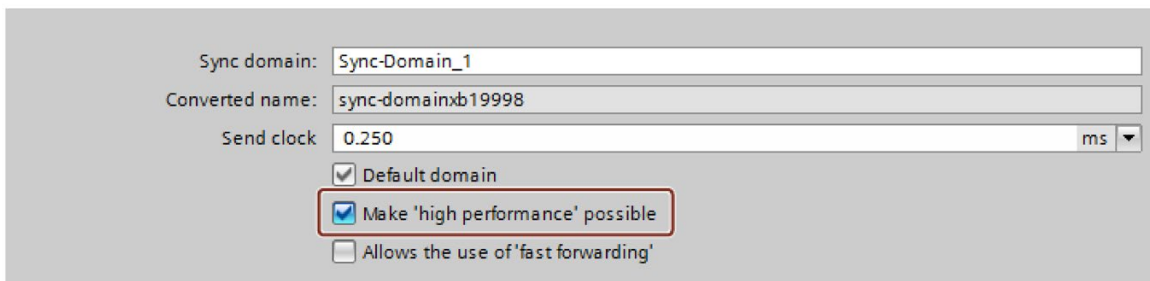 Sync domain: Sync-Domain_1
Converted name: sync-domainxb19998
Send clock 0.250 ms
Default domain
Make 'high performance' possible
Allows the use of 'fast forwarding'